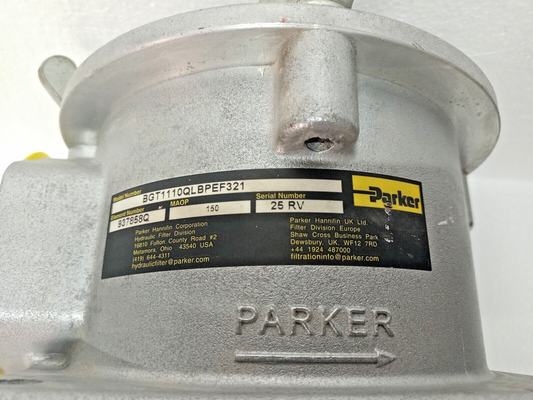 Model Number
BGT1110QLBPEF321
Element Number
937858Q
MAOP
150
Serial Number
25 RV
Parker
Parker Hannifin Corporation
Hydraulic Filter Division
16810 Fulton County Road #2
Metamora, Ohio 43540 USA
(419) 644-4311
hydraulicfilter@parker.com
Parker Hannifin UK Ltd.
Filter Division Europe
Shaw Cross Business Park
Dewsbury, UK, WF12 7RD
+44 1924 487000
filtrationinfo@parker.com
PARKER